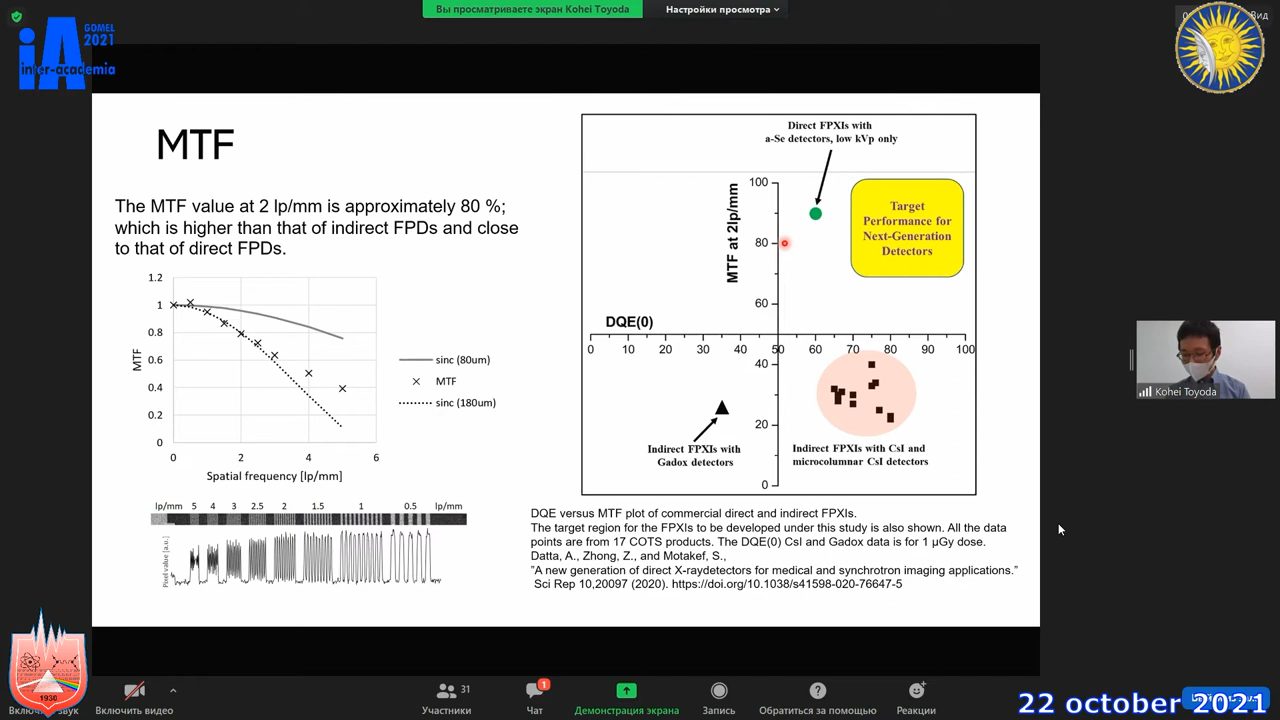 Вы просматриваете экран Kohei Toyoda
Настройки просмотра
Вид
GOMEL
2021
iA
inter-academia
MTF
The MTF value at 2 lp/mm is approximately 80 %;
which is higher than that of indirect FPDs and close
to that of direct FPDs.
1.2
1
0.8
0.6
0.4
0.2
0
MTF
0
2
4
6
Spatial frequency [lp/mm]
sinc (80um)
MTF
sinc (180um)
lp/mm 5 4 3 2.5 2 1.5 1 0.5 lp/mm
Pixel value [a.u.]
Direct FPXIs with
a-Se detectors, low kVp only
MTF at 2lp/mm
100
80
60
40
20
0
Target
Performance for
Next-Generation
Detectors
DQE(0)
0 10 20 30 40 50 60 70 80 90 100
Indirect FPXIs with
Gadox detectors
Indirect FPXIs with CsI and
microcolumnar CsI detectors
DQE versus MTF plot of commercial direct and indirect FPXIs.
The target region for the FPXIs to be developed under this study is also shown. All the data
points are from 17 COTS products. The DQE(0) CsI and Gadox data is for 1 μGy dose.
Datta, A., Zhong, Z., and Motakef, S.,
"A new generation of direct X-raydetectors for medical and synchrotron imaging applications."
Sci Rep 10,20097 (2020). https://doi.org/10.1038/s41598-020-76647-5
Kohei Toyoda
1930
Включить видео
31
Участники
1
Чат
Демонстрация экрана
Запись
Обратиться за помощью
Реакции
22 october 2021